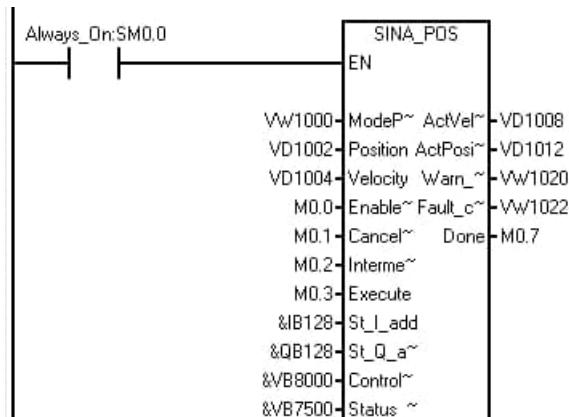 Always_On:SM0.0
SINA_POS
EN
VW1000 ModeP~ ActVel~ VD1008
VD1002 Position ActPosi~ VD1012
VD1004 Velocity Warn_~ VW1020
M0.0 Enable~ Fault_c~ VW1022
M0.1 Cancel~ Done M0.7
M0.2 Interme~
M0.3 Execute
&IB128 St_I_add
&QB128 St_Q_a~
&VB8000 Control~
&VB7500 Status_~